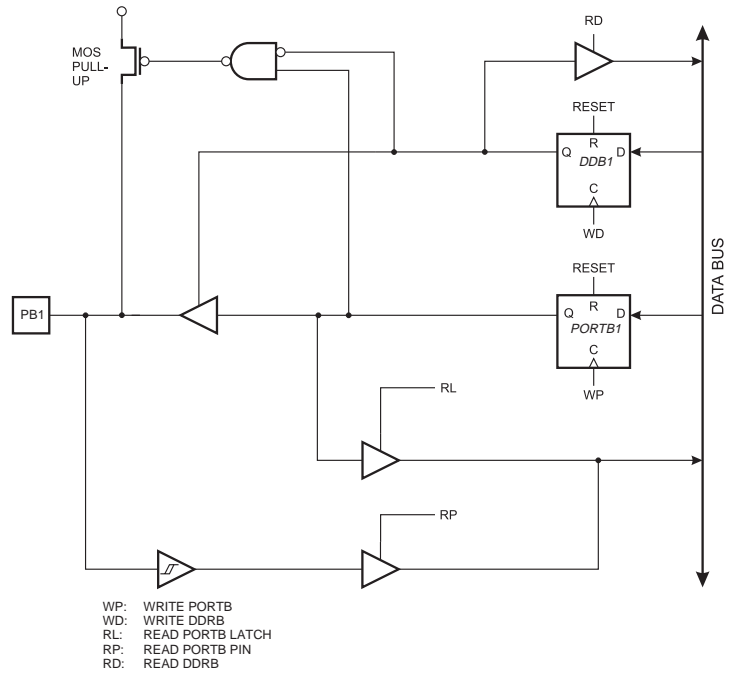 RD
MOS
PULL-
UP
RESET
R
Q
D
DDB1
C
WD
DATA BUS
RESET
PB1
Q
R
D
PORTB1
C
WP
RL
RP
WP: WRITE PORTB
WD: WRITE DDRB
RL: READ PORTB LATCH
RP: READ PORTB PIN
RD: READ DDRB